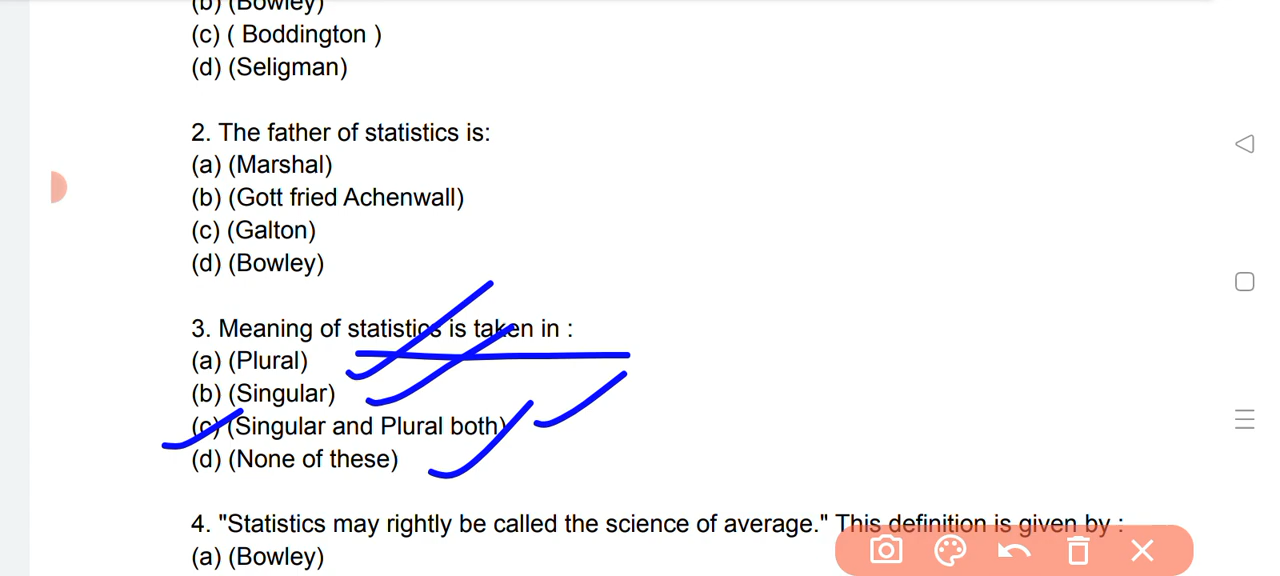 (b) (Bowley)
(c) ( Boddington )
(d) (Seligman)
2. The father of statistics is:
(a) (Marshal)
(b) (Gott fried Achenwall)
(c) (Galton)
(d) (Bowley)
3. Meaning of statistics is taken in :
(a) (Plural)
(b) (Singular)
(c) (Singular and Plural both)
(d) (None of these)
4. "Statistics may rightly be called the science of average." This definition is given by :
(a) (Bowley)